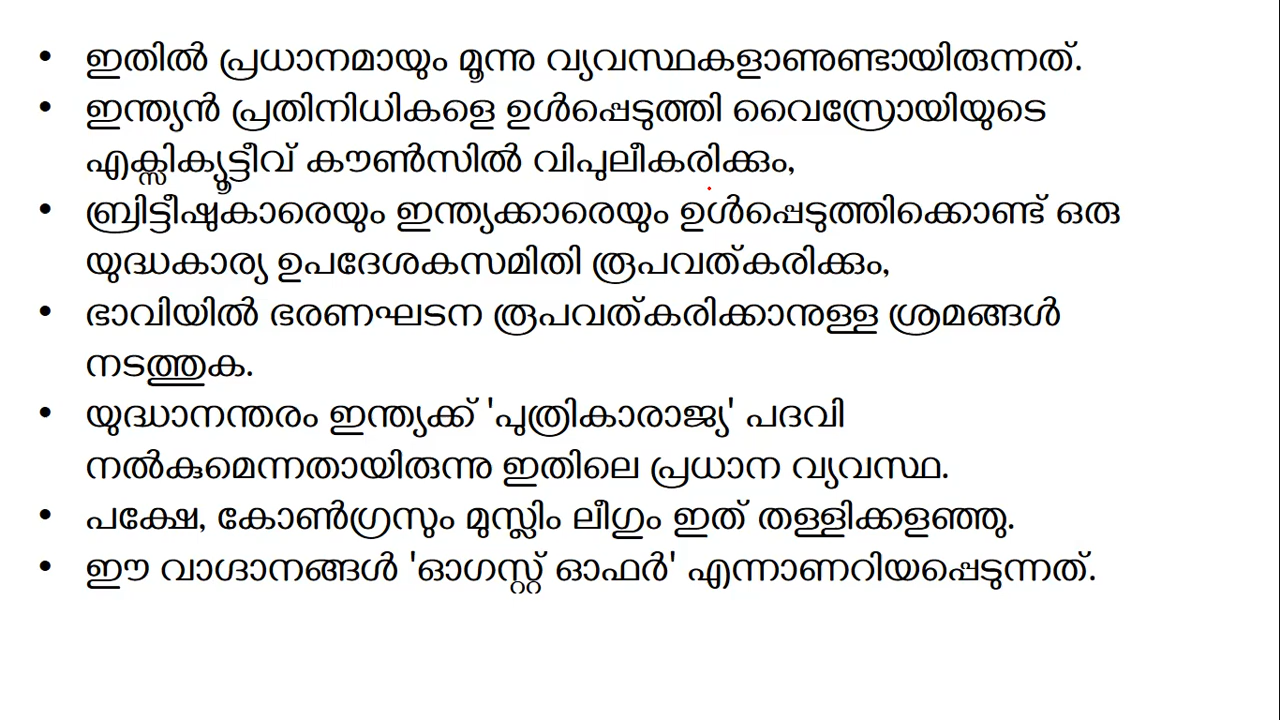 • ഇതിൽ പ്രധാനമായും മൂന്നു വ്യവസ്ഥകളാണുണ്ടായിരുന്നത്.
• ഇന്ത്യൻ പ്രതിനിധികളെ ഉൾപ്പെടുത്തി വൈസ്രോയിയുടെ
എക്സിക്യൂട്ടീവ് കൗൺസിൽ വിപുലീകരിക്കും,
• ബ്രിട്ടീഷുകാരെയും ഇന്ത്യക്കാരെയും ഉൾപ്പെടുത്തിക്കൊണ്ട് ഒരു
യുദ്ധകാര്യ ഉപദേശകസമിതി രൂപവത്കരിക്കും,
• ഭാവിയിൽ ഭരണഘടന രൂപവത്കരിക്കാനുള്ള ശ്രമങ്ങൾ
നടത്തുക.
• യുദ്ധാനന്തരം ഇന്ത്യക്ക് 'പുത്രികാരാജ്യ' പദവി
നൽകുമെന്നതായിരുന്നു ഇതിലെ പ്രധാന വ്യവസ്ഥ.
• പക്ഷേ, കോൺഗ്രസും മുസ്ലിം ലീഗും ഇത് തള്ളിക്കളഞ്ഞു.
• ഈ വാഗ്ദാനങ്ങൾ 'ഓഗസ്റ്റ് ഓഫർ' എന്നാണറിയപ്പെടുന്നത്.